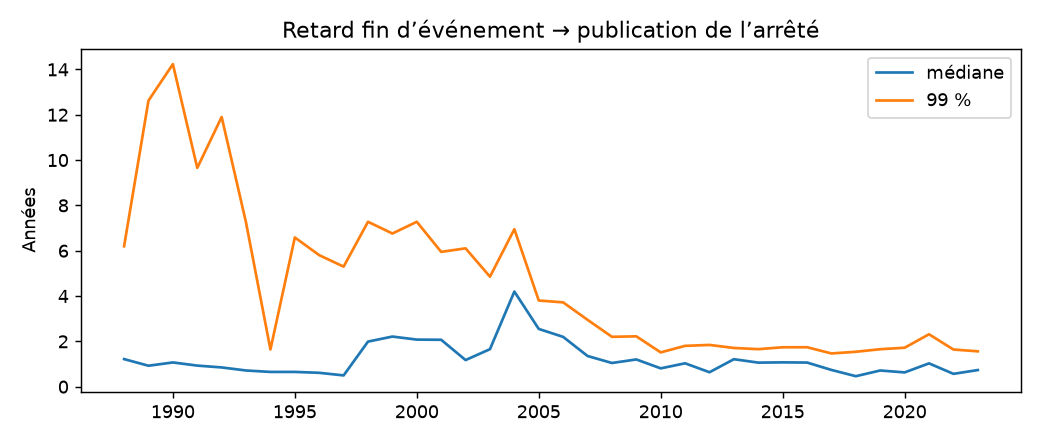 Retard fin d’événement → publication de l’arrêté
médiane
99 %
Années
14
12
10
8
6
4
2
0
1990 1995 2000 2005 2010 2015 2020